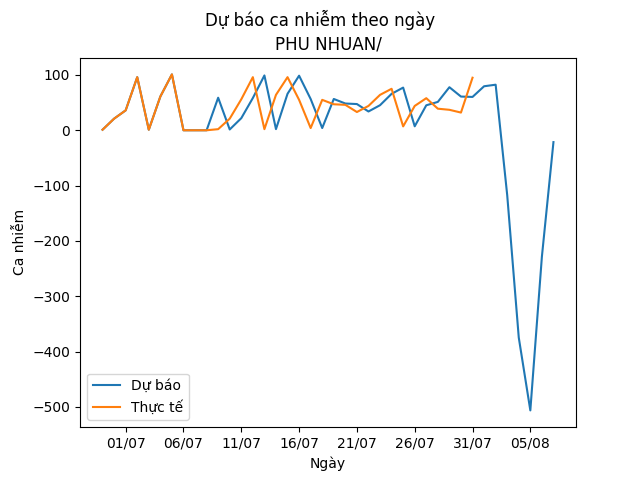 Dự báo ca nhiễm theo ngày
PHU NHUAN/
Ca nhiễm
100
0
−100
−200
−300
−400
−500
Dự báo
Thực tế
01/07 06/07 11/07 16/07 21/07 26/07 31/07 05/08
Ngày